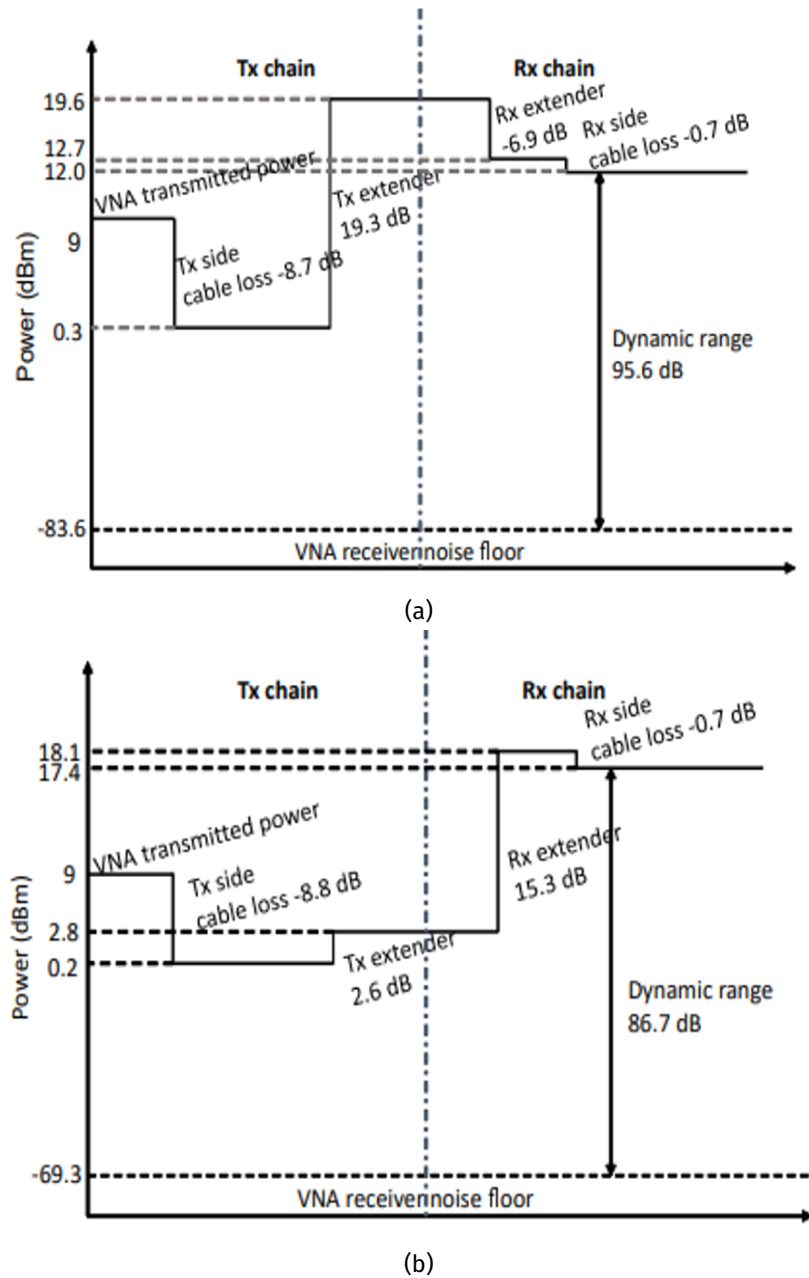 Tx chain
Rx chain
19.6
Rx extender
-6.9 dB
Rx side
cable loss -0.7 dB
12.7
12.0
VNA transmitted power
Tx extender
19.3 dB
9
Tx side
cable loss -8.7 dB
Power (dBm)
0.3
Dynamic range
95.6 dB
-83.6
VNA receiver noise floor
(a)
Tx chain
Rx chain
Rx side
cable loss -0.7 dB
18.1
17.4
VNA transmitted power
9
Tx side
cable loss -8.8 dB
Rx extender
15.3 dB
Power (dBm)
2.8
0.2
Tx extender
2.6 dB
Dynamic range
86.7 dB
-69.3
VNA receiver noise floor
(b)